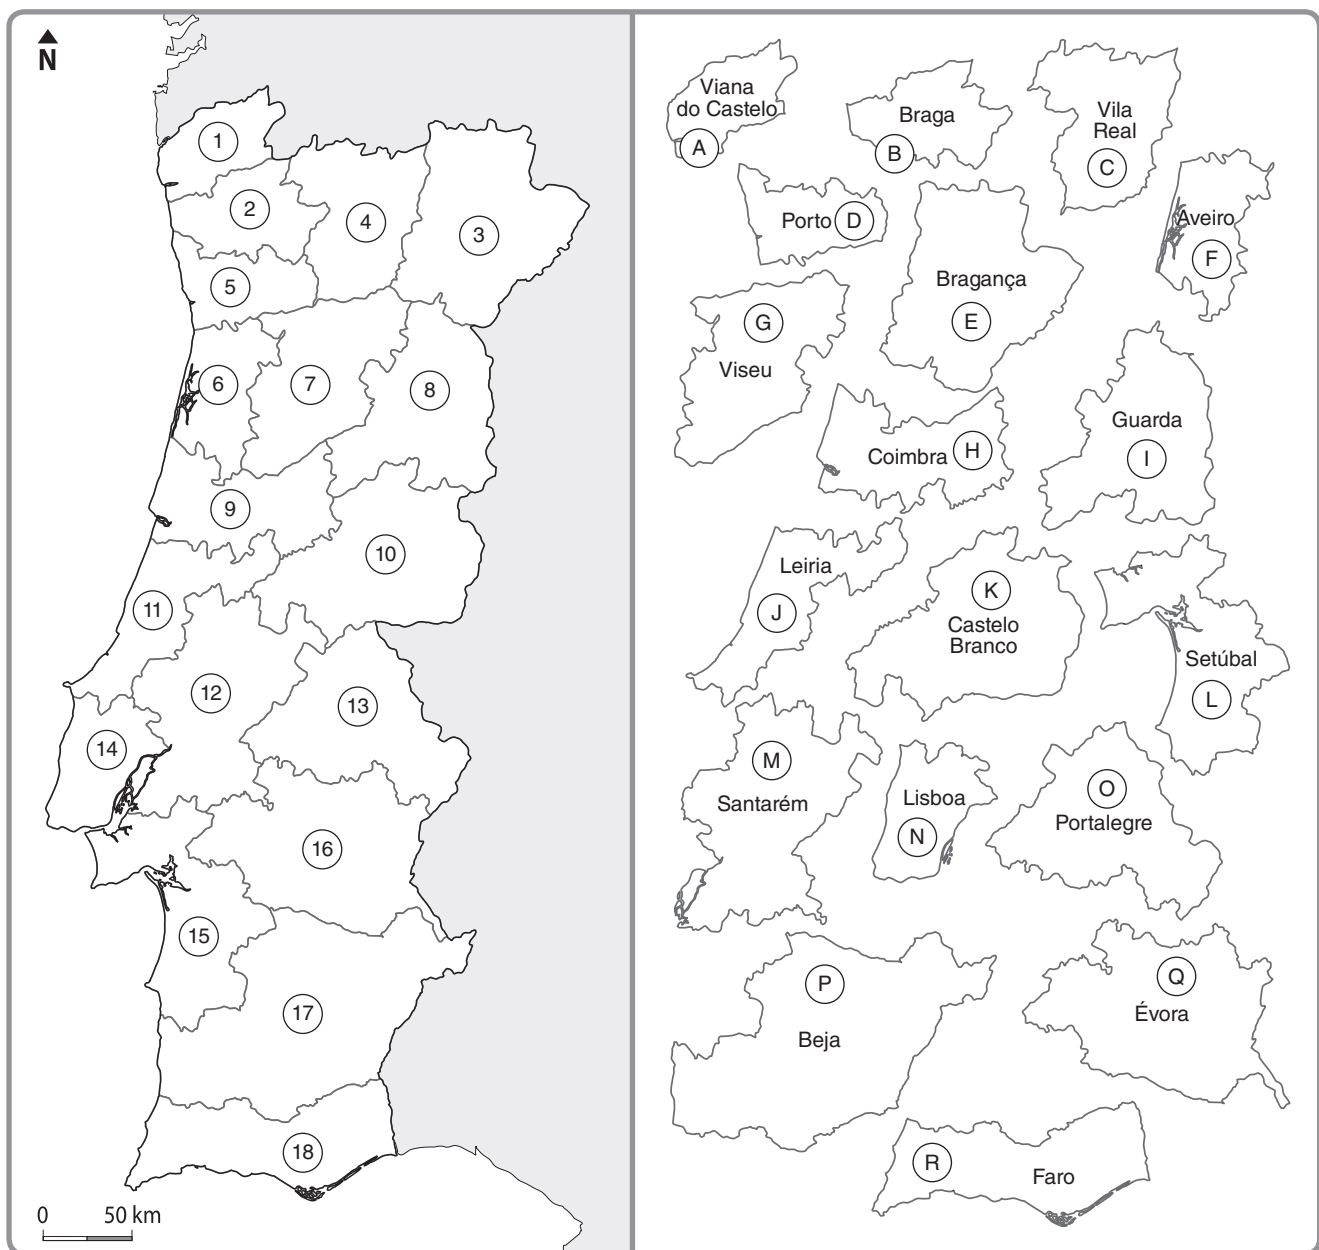 N
1
2
4
3
5
6
7
8
9
10
11
12
13
14
16
15
17
18
0 50 km
Viana
do Castelo
A
Braga
B
Vila
Real
C
Porto D
Aveiro
F
Bragança
E
G
Viseu
Coimbra H
Guarda
I
Leiria
J
K
Castelo
Branco
Setúbal
L
M
Santarém
Lisboa
N
O
Portalegre
P
Beja
Q
Évora
R
Faro